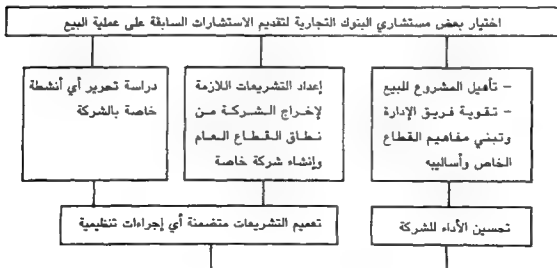 اختيار بعض مستشاري البنوك التجارية لتقديم الاستشارات السابقة على عملية البيع
– تأهيل المشروع للبيع
– تقوية فريق الإدارة
وتبني مفاهيم القطاع
الخاص وأساليبه
إعداد التشريعات اللازمة
لإخراج الشركة من
نطاق القطاع العام
وإنشاء شركة خاصة
دراسة تحرير أي أنشطة
خاصة بالشركة
تحسين الأداء للشركة
تعميم التشريعات متضمنة أي إجراءات تنظيمية